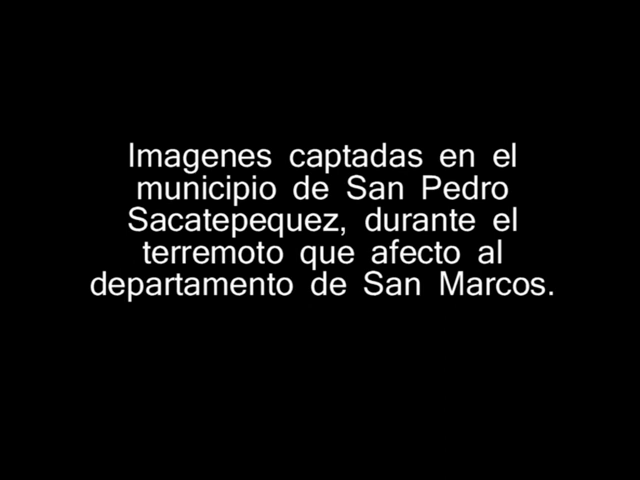 Imagenes captadas en el
municipio de San Pedro
Sacatepequez, durante el
terremoto que afecto al
departamento de San Marcos.